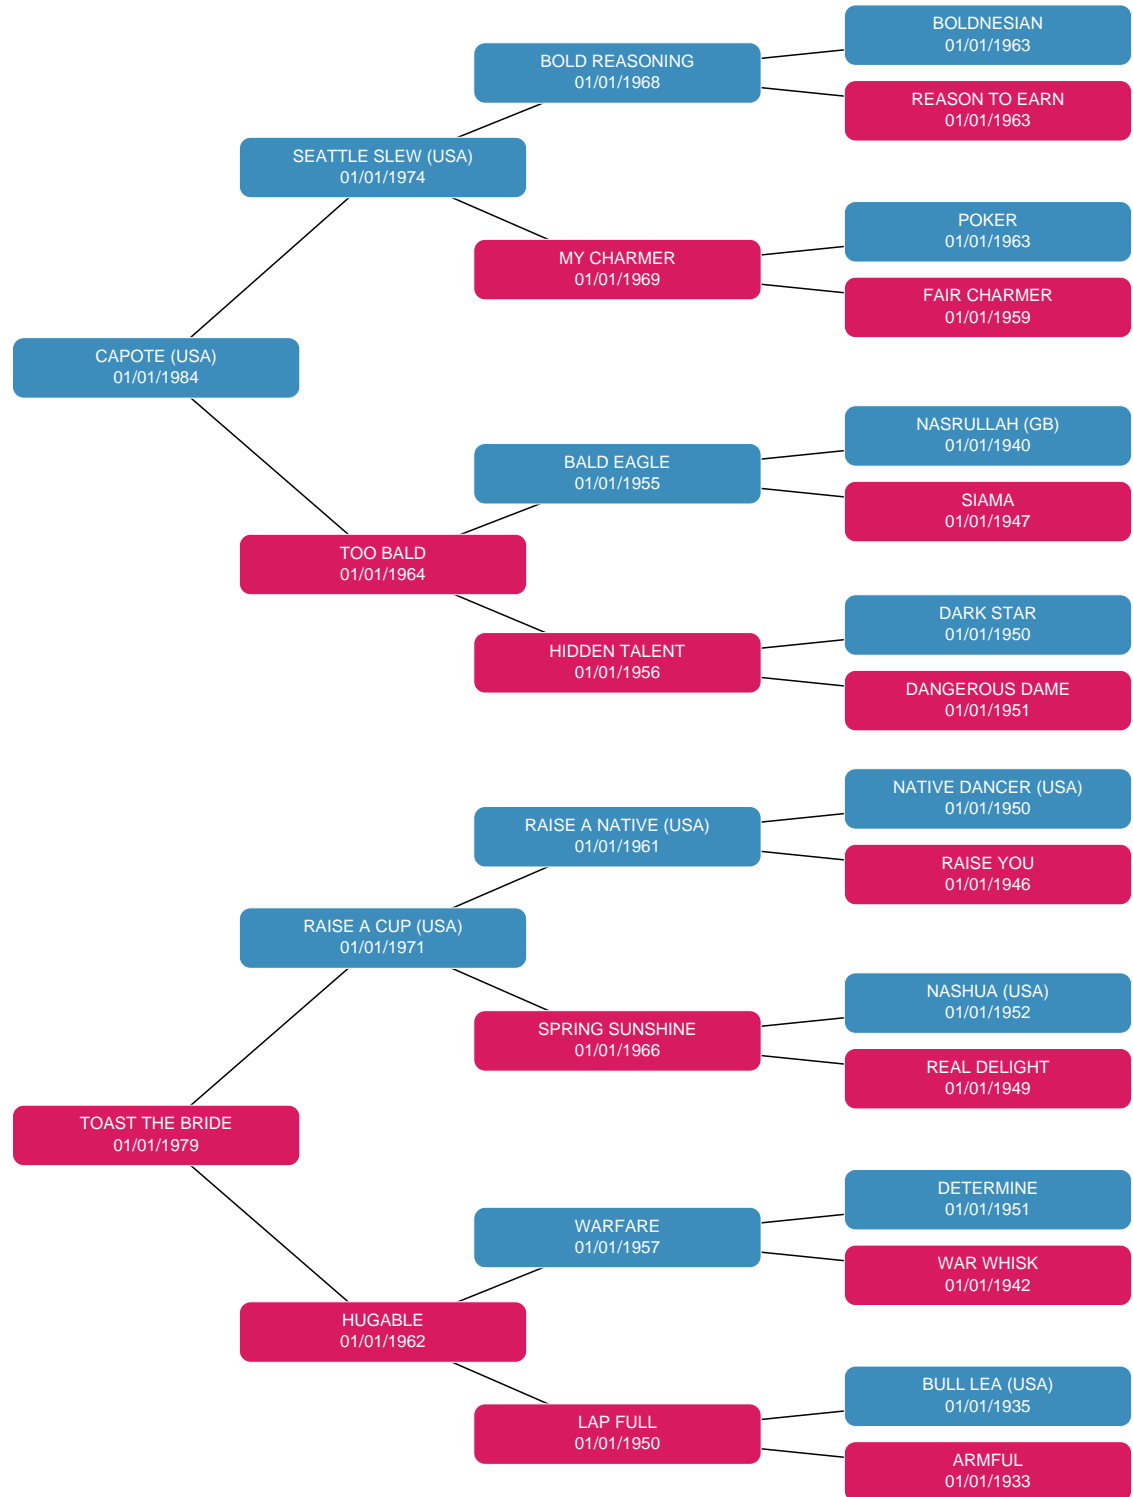 BOLDNESIAN
01/01/1963
BOLD REASONING
01/01/1968
REASON TO EARN
01/01/1963
SEATTLE SLEW (USA)
01/01/1974
POKER
01/01/1963
MY CHARMER
01/01/1969
FAIR CHARMER
01/01/1959
CAPOTE (USA)
01/01/1984
NASRULLAH (GB)
01/01/1940
BALD EAGLE
01/01/1955
SIAMA
01/01/1947
TOO BALD
01/01/1964
DARK STAR
01/01/1950
HIDDEN TALENT
01/01/1956
DANGEROUS DAME
01/01/1951
NATIVE DANCER (USA)
01/01/1950
RAISE A NATIVE (USA)
01/01/1961
RAISE YOU
01/01/1946
RAISE A CUP (USA)
01/01/1971
NASHUA (USA)
01/01/1952
SPRING SUNSHINE
01/01/1966
REAL DELIGHT
01/01/1949
TOAST THE BRIDE
01/01/1979
DETERMINE
01/01/1951
WARFARE
01/01/1957
WAR WHISK
01/01/1942
HUGABLE
01/01/1962
BULL LEA (USA)
01/01/1935
LAP FULL
01/01/1950
ARMFUL
01/01/1933